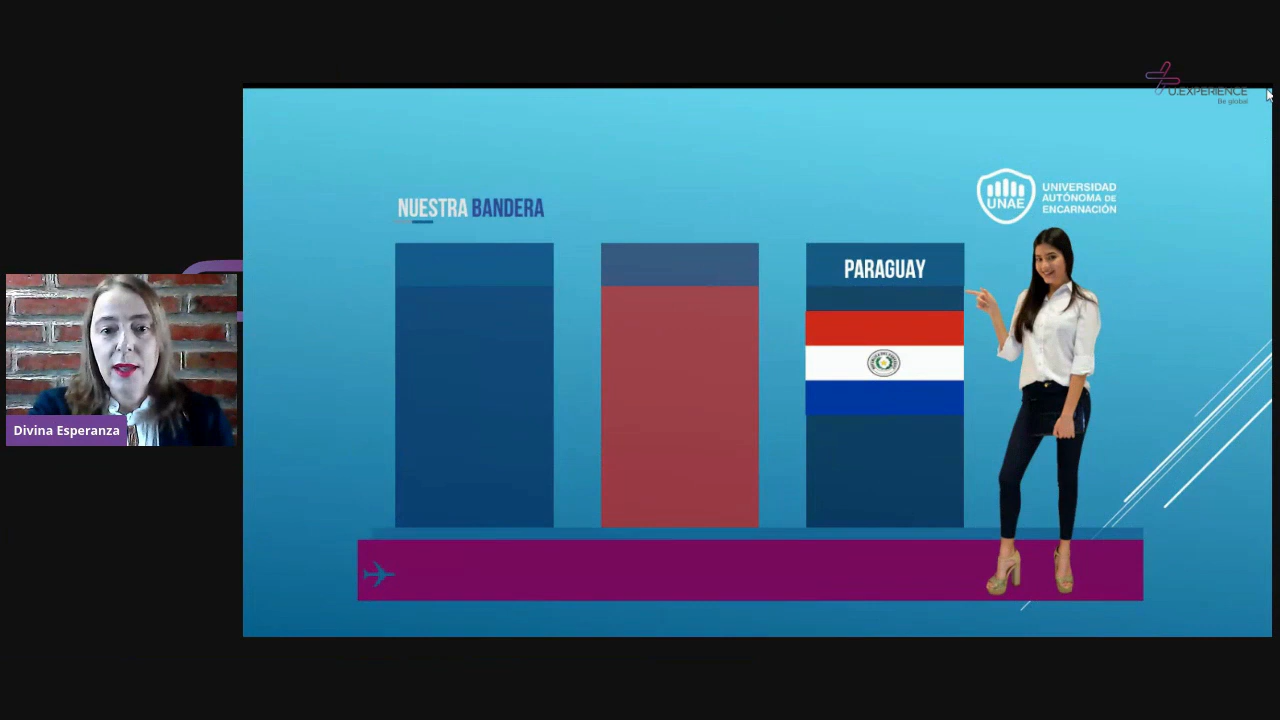 U.EXPERIENCE
Be global
UNAE
UNIVERSIDAD
AUTÓNOMA DE
ENCARNACIÓN
NUESTRA BANDERA
PARAGUAY
Divina Esperanza